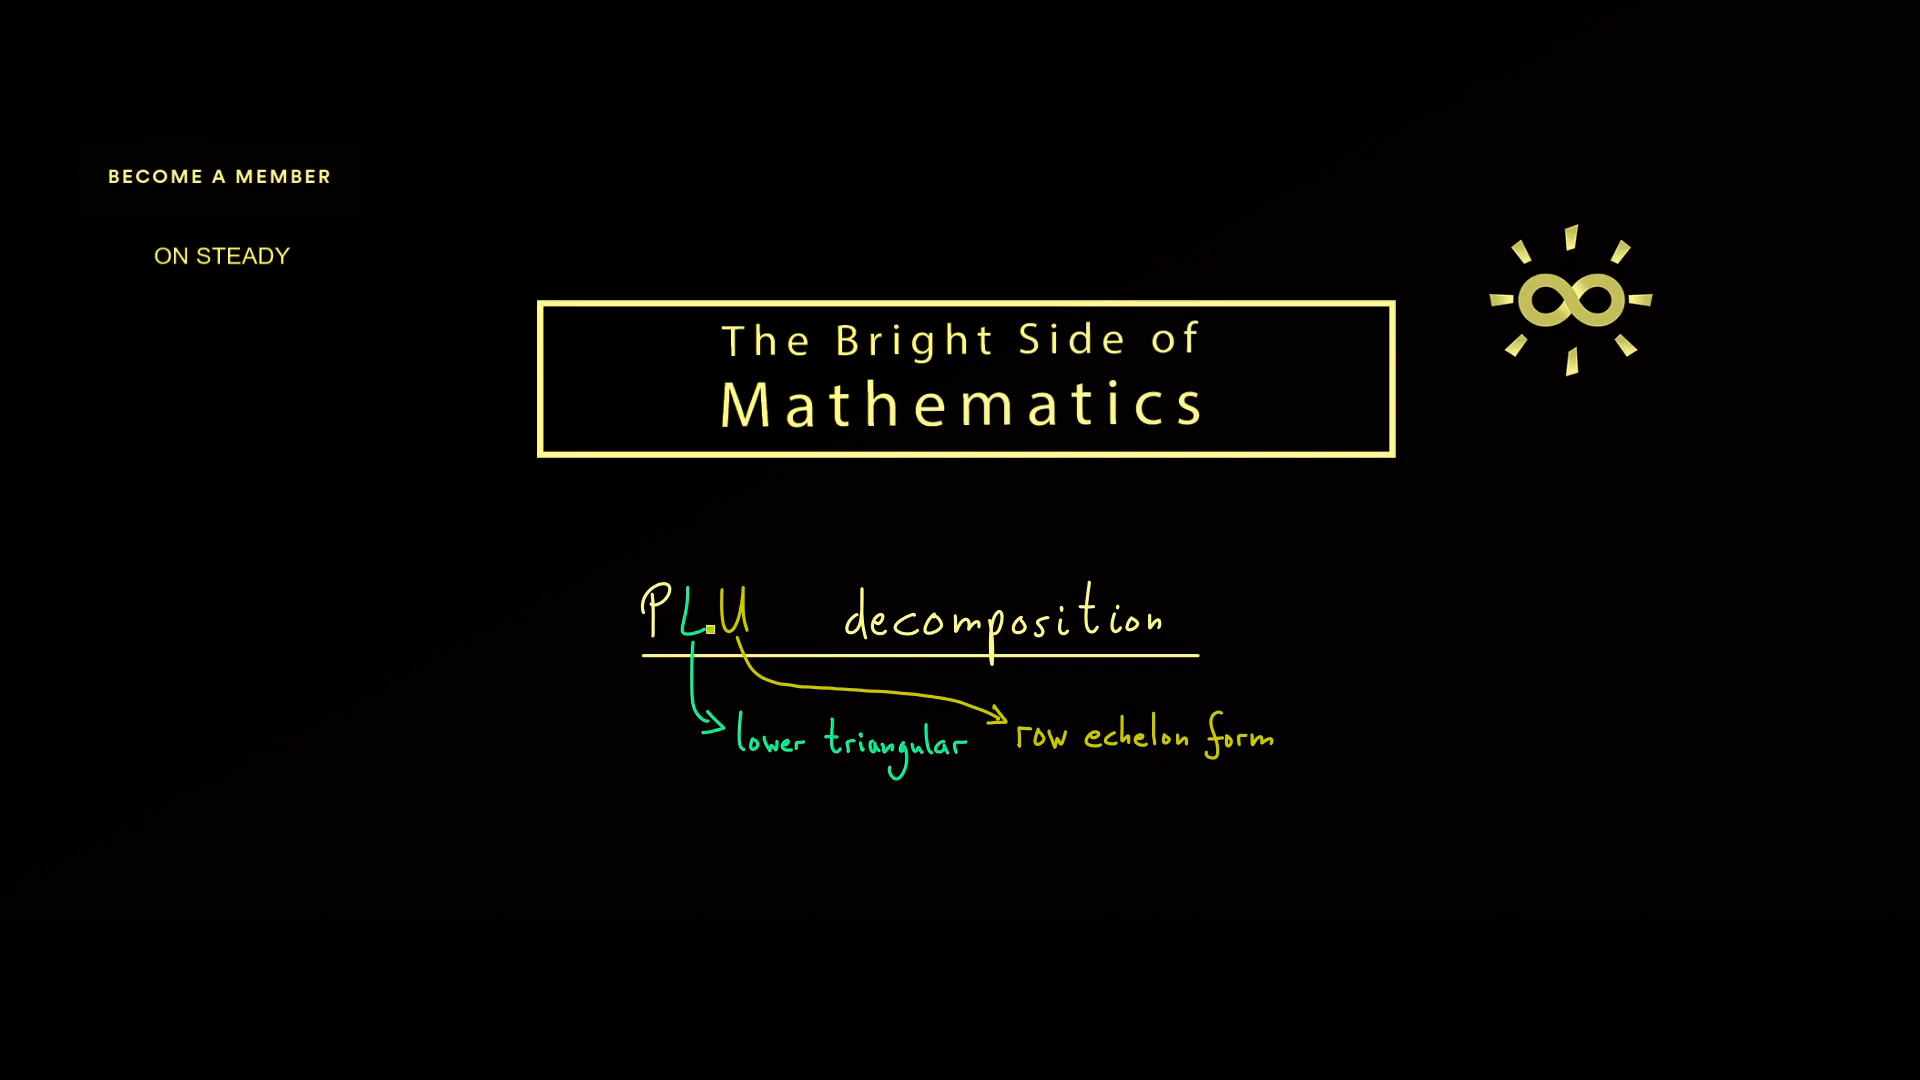 BECOME A MEMBER
ON STEADY
The Bright Side of
Mathematics
PLU decomposition
lower triangular
row echelon form